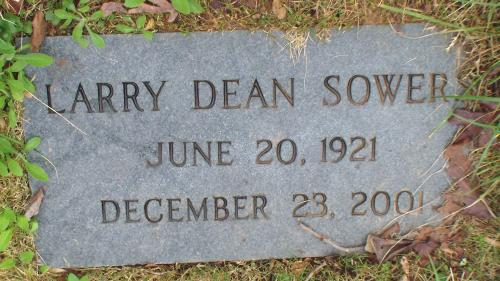 LARRY DEAN SOWER
JUNE 20, 1921
DECEMBER 23, 2001